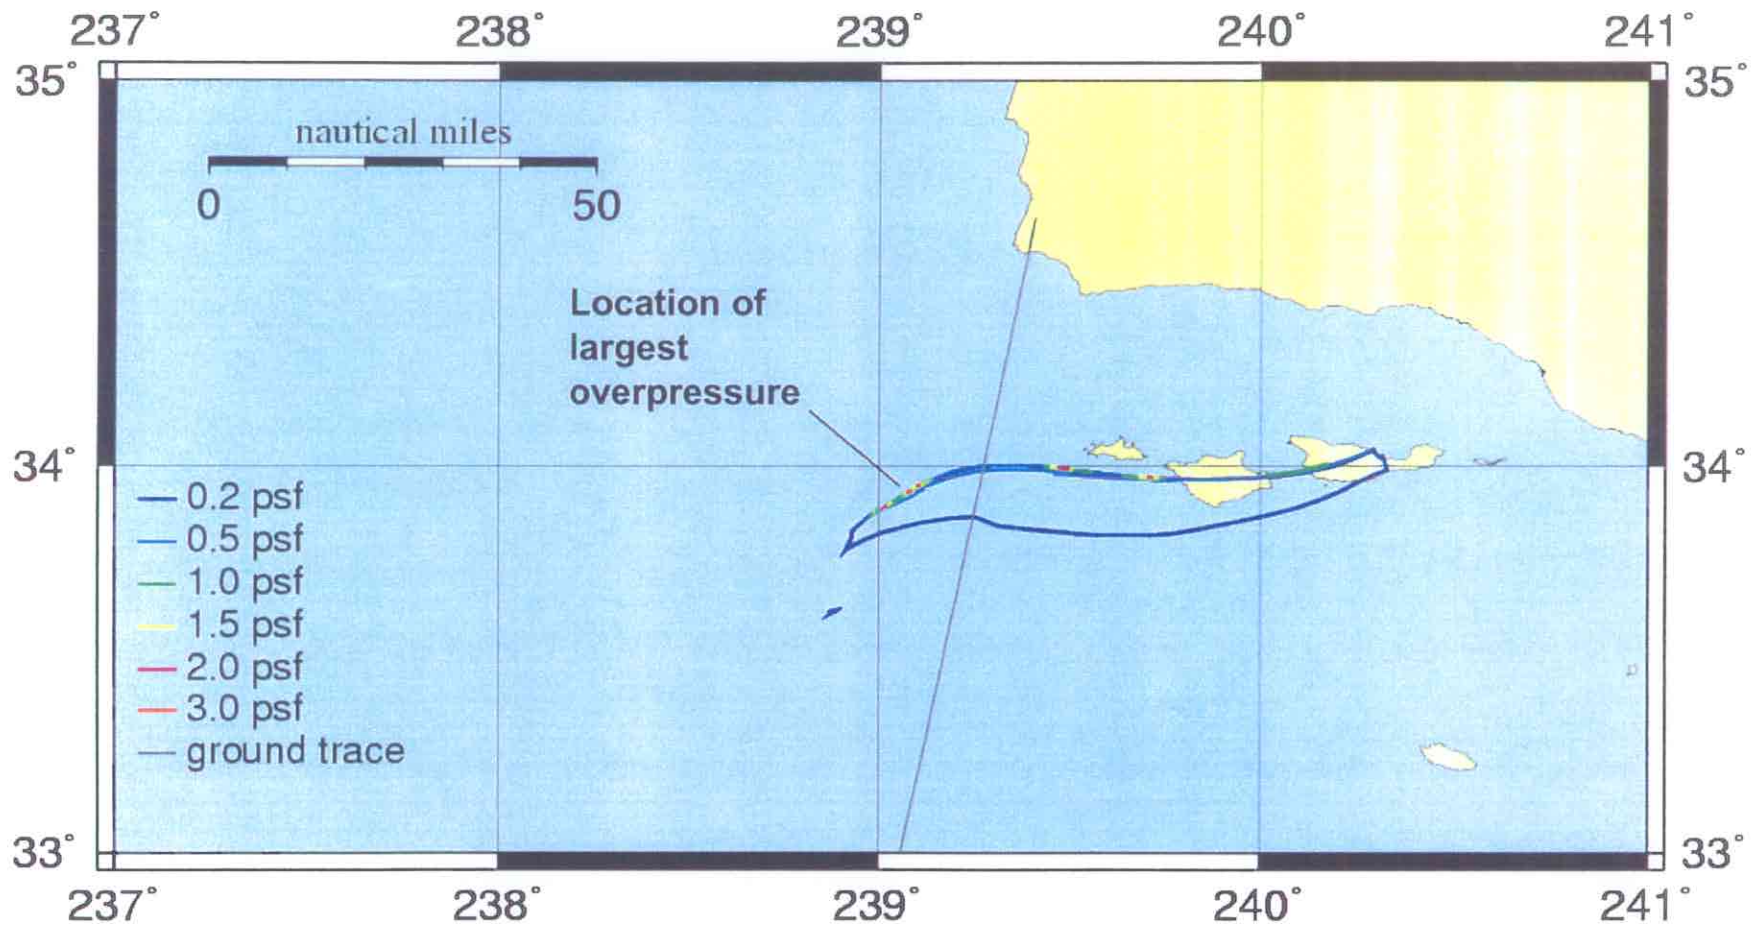 237° 238° 239° 240° 241°
35° 35°
nautical miles
0 50
Location of
largest
overpressure
34° 34°
0.2 psf
0.5 psf
1.0 psf
1.5 psf
2.0 psf
3.0 psf
ground trace
33° 33°
237° 238° 239° 240° 241°